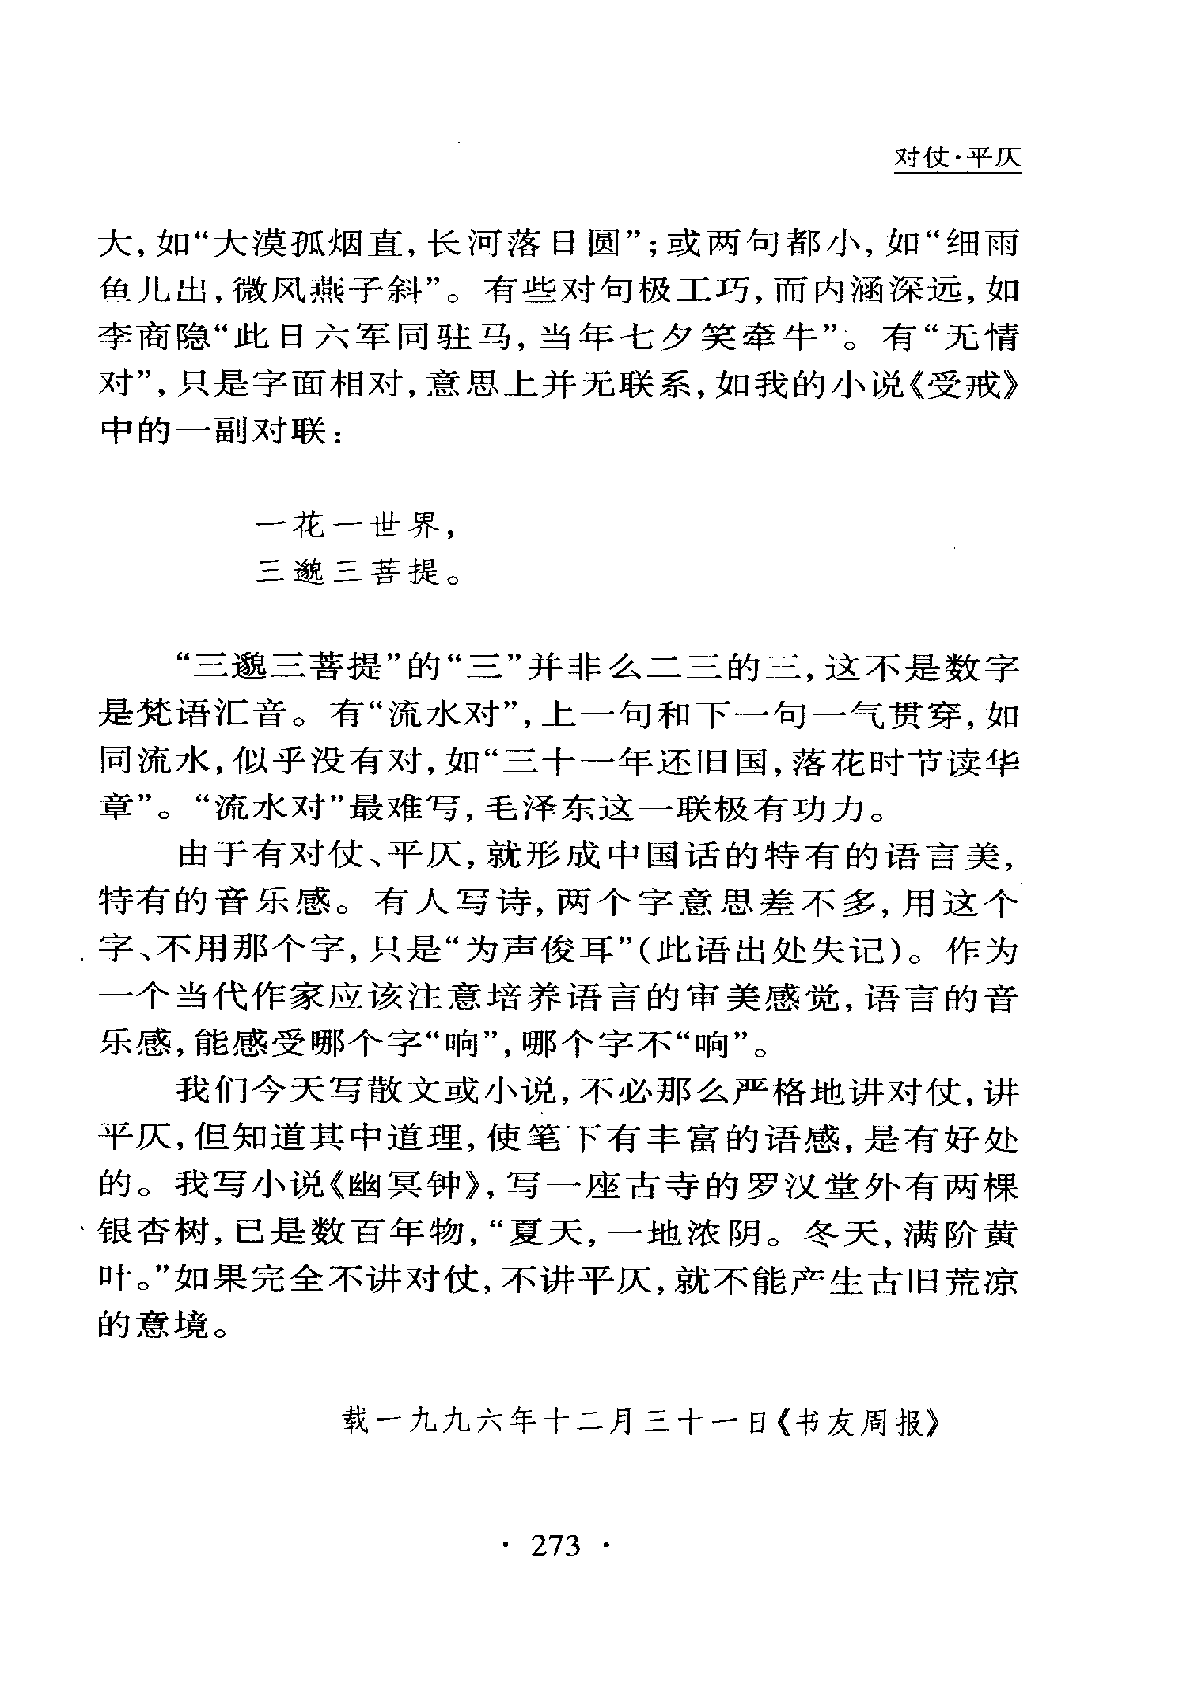 对仗·平仄
大,如“大漠孤烟直,长河落日圆”;或两句都小,如“细雨
鱼儿出,微风燕子斜”。有些对句极工巧,而内涵深远,如
李商隐“此日六军同驻马,当年七夕笑牵牛”。有“无情
对”,只是字面相对,意思上并无联系,如我的小说《受戒》
中的一副对联:
一花一世界,
三邈三菩提。
“三邈三菩提”的“三”并非么二三的三,这不是数字
是梵语汇音。有“流水对”,上一句和下一句一气贯穿,如
同流水,似乎没有对,如“三十一年还旧国,落花时节读华
章”。“流水对”最难写,毛泽东这一联极有功力。
由于有对仗、平仄,就形成中国话的特有的语言美,
特有的音乐感。有人写诗,两个字意思差不多,用这个
字、不用那个字,只是“为声俊耳”(此语出处失记)。作为
一个当代作家应该注意培养语言的审美感觉,语言的音
乐感,能感受哪个字“响”,哪个字不“响”。
我们今天写散文或小说,不必那么严格地讲对仗,讲
平仄,但知道其中道理,使笔下有丰富的语感,是有好处
的。我写小说《幽冥钟》,写一座古寺的罗汉堂外有两棵
银杏树,已是数百年物,“夏天,一地浓阴。冬天,满阶黄
叶。”如果完全不讲对仗,不讲平仄,就不能产生古旧荒凉
的意境。
载一九九六年十二月三十一日《书友周报》
· 273 ·